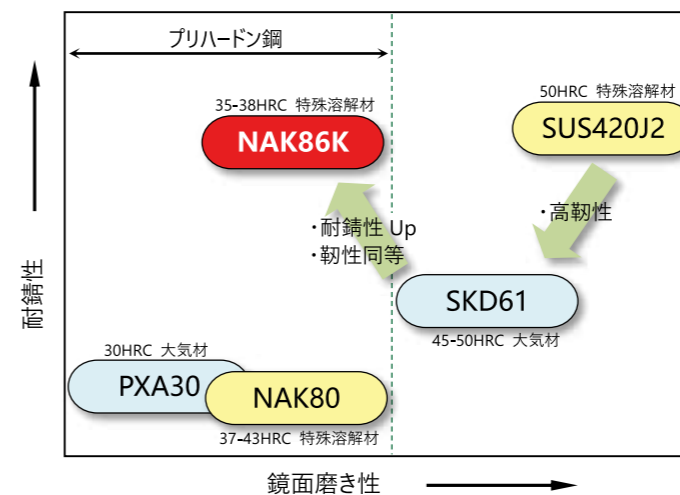 プリハードン鋼
35-38HRC 特殊溶解材
NAK86K
50HRC 特殊溶解材
SUS420J2
・耐錆性 Up
・靭性同等
・高靭性
SKD61
45-50HRC 大気材
30HRC 大気材
PXA30
NAK80
37-43HRC 特殊溶解材
耐錆性
鏡面磨き性